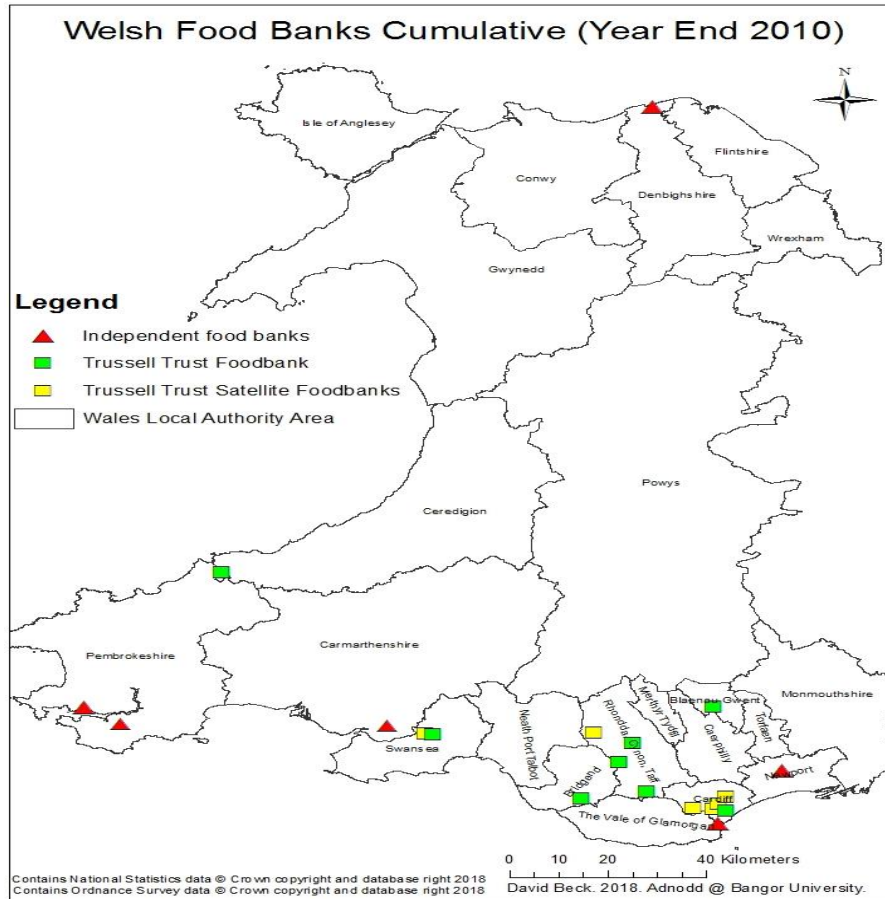 Welsh Food Banks Cumulative (Year End 2010)
N
Isle of Anglesey
Flintshire
Conwy
Denbighshire
Wrexham
Gwynedd
Legend
Independent food banks
Trussell Trust Foodbank
Trussell Trust Satellite Foodbanks
Wales Local Authority Area
Powys
Ceredigion
Carmarthenshire
Pembrokeshire
Monmouthshire
Blaenau Gwent
Merthyr Tydfil
Rhondda, Cynon, Taff
Torfaen
Caerphilly
Neath Port Talbot
Swansea
Newport
Bridgend
Cardiff
The Vale of Glamorgan
0 10 20 40 Kilometers
Contains National Statistics data © Crown copyright and database right 2018
Contains Ordnance Survey data © Crown copyright and database right 2018
David Beck. 2018. Adnodd @ Bangor University.